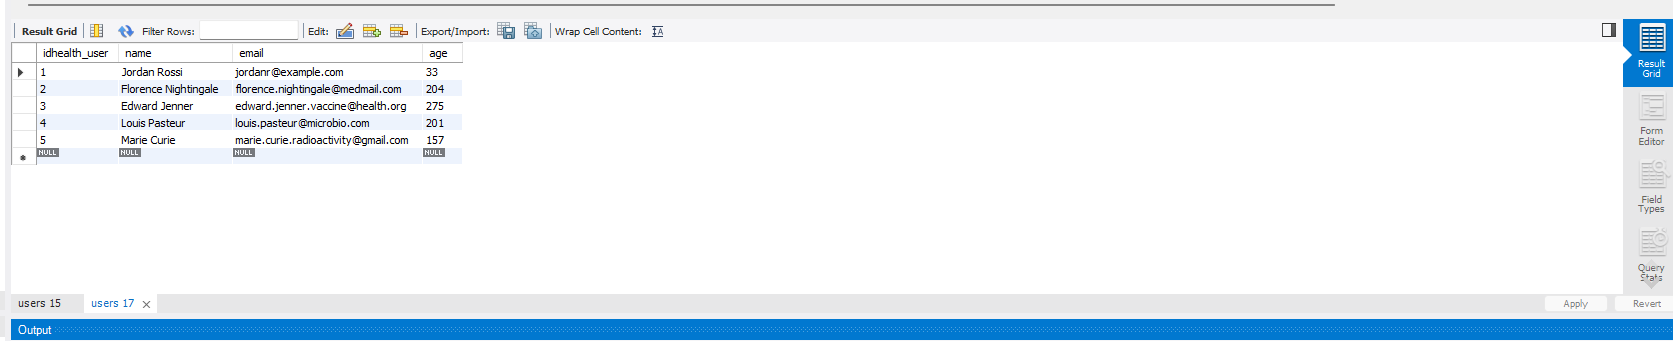 Result Grid Filter Rows: Edit: Export/Import: Wrap Cell Content: IA
idhealth_user name email age
1 Jordan Rossi jordanr@example.com 33
2 Florence Nightingale florence.nightingale@medmail.com 204
3 Edward Jenner edward.jenner.vaccine@health.org 275
4 Louis Pasteur louis.pasteur@microbio.com 201
5 Marie Curie marie.curie.radioactivity@gmail.com 157
NULL NULL NULL NULL
Result
Grid
Form
Editor
Field
Types
Query
Stats
users 15 users 17 Apply Revert
Output